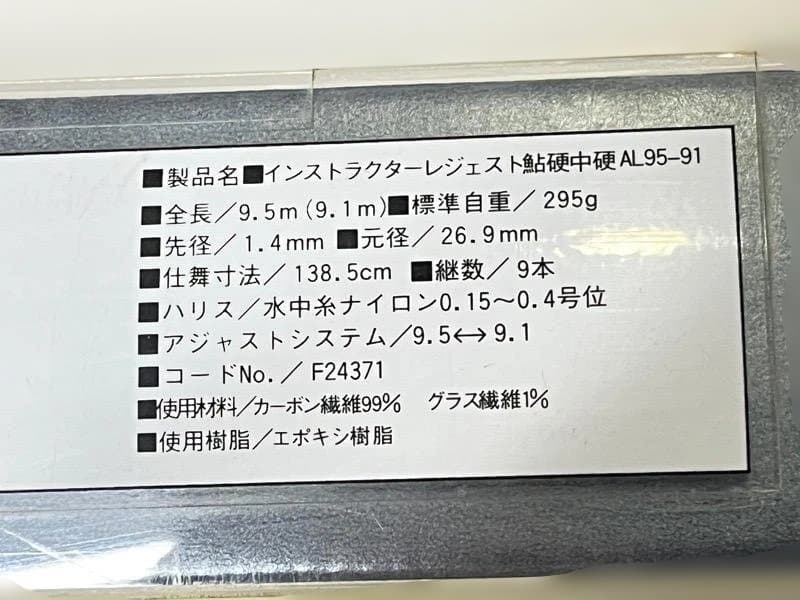 ■製品名■インストラクターレジェスト鮎硬中硬AL95-91
■全長／9.5m(9.1m)■標準自重／295g
■先径／1.4mm ■元径／26.9mm
■仕舞寸法／138.5cm ■継数／9本
■ハリス／水中糸ナイロン0.15～0.4号位
■アジャストシステム／9.5↔9.1
■コードNo.／F24371
■使用材料／カーボン繊維99% グラス繊維1%
■使用樹脂／エポキシ樹脂